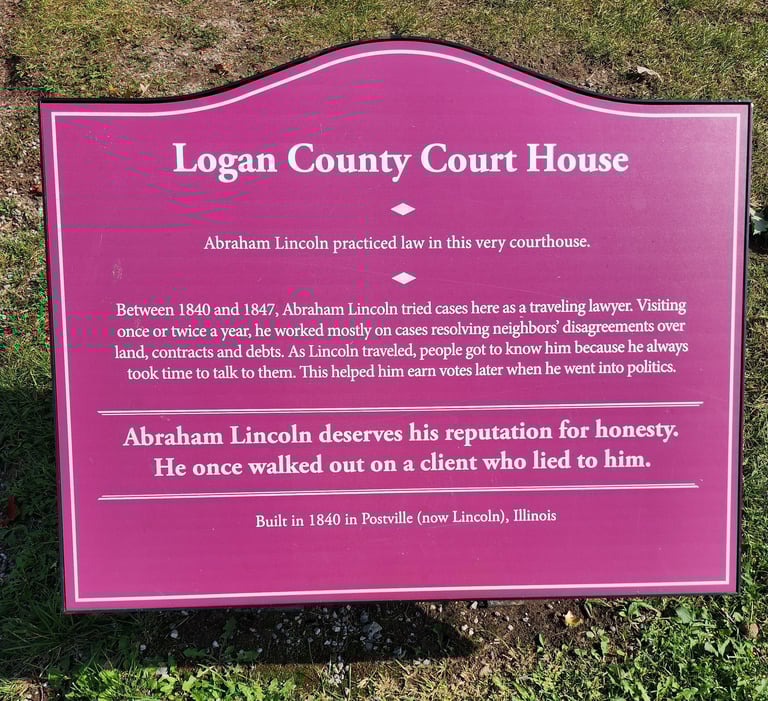 Logan County Court House
Abraham Lincoln practiced law in this very courthouse.
Between 1840 and 1847, Abraham Lincoln tried cases here as a traveling lawyer. Visiting
once or twice a year, he worked mostly on cases resolving neighbors' disagreements over
land, contracts and debts. As Lincoln traveled, people got to know him because he always
took time to talk to them. This helped him earn votes later when he went into politics.
Abraham Lincoln deserves his reputation for honesty.
He once walked out on a client who lied to him.
Built in 1840 in Postville (now Lincoln), Illinois